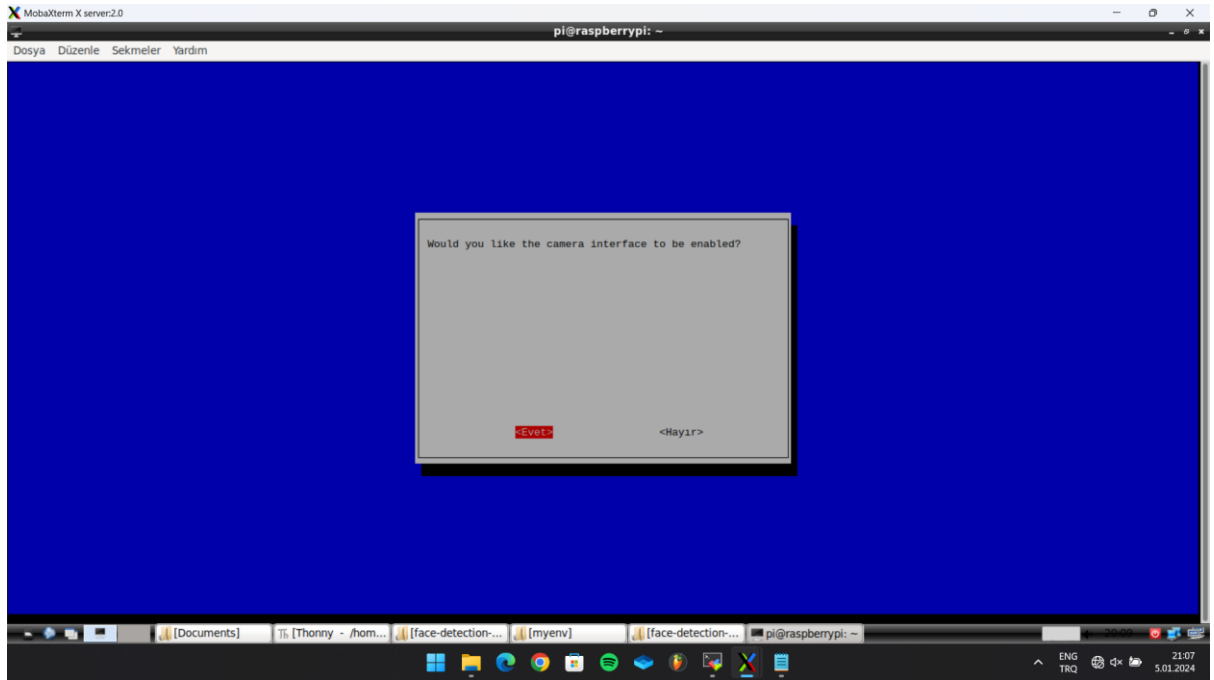 MobaXterm X server:2.0
pi@raspberrypi: ~
Dosya Düzenle Sekmeler Yardım
Would you like the camera interface to be enabled?
<Evet> <Hayır>
[Documents] [Thonny - /hom... [face-detection-... [myenv] [face-detection-... pi@raspberrypi: ~
ENG
TRQ
21:07
5.01.2024